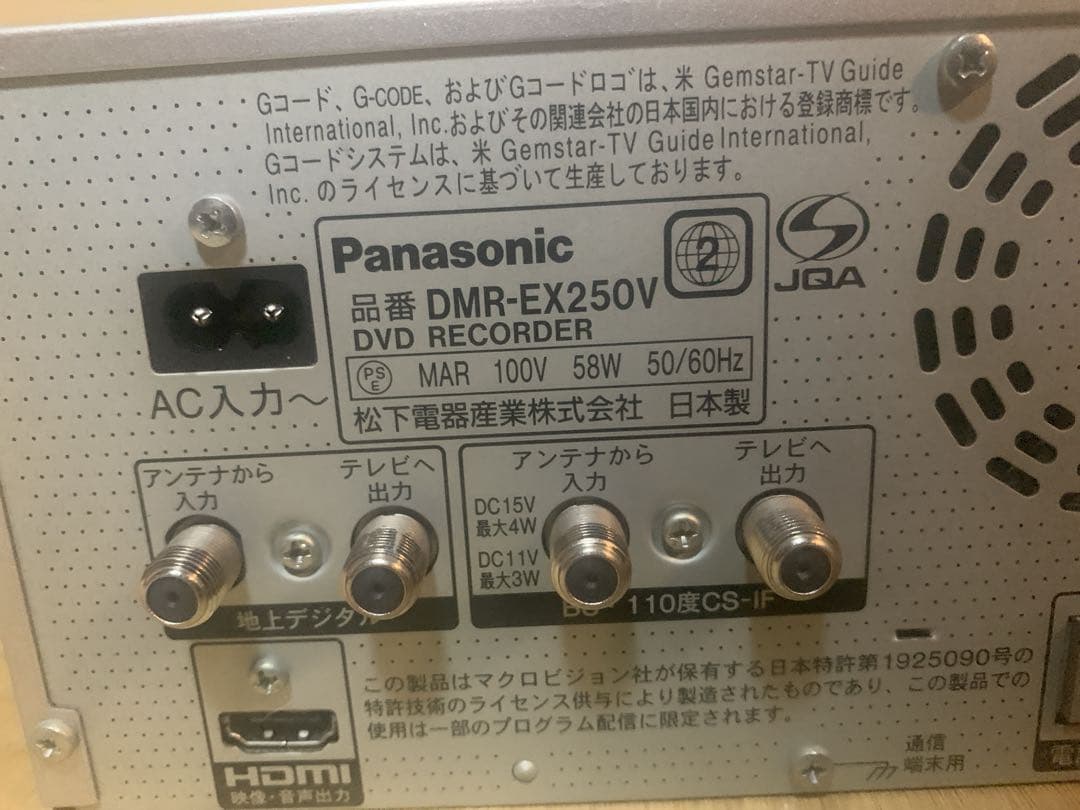 Gコード、G-CODE、およびGコードロゴは、米 Gemstar-TV Guide
International, Inc.およびその関連会社の日本国内における登録商標です。
Gコードシステムは、米 Gemstar-TV Guide International,
Inc. のライセンスに基づいて生産しております。
Panasonic
2
JQA
品番 DMR-EX250V
DVD RECORDER
PSE MAR 100V 58W 50/60Hz
松下電器産業株式会社 日本製
AC入力～
アンテナから
入力
テレビへ
出力
地上デジタル
アンテナから
入力
テレビへ
出力
DC15V
最大4W
DC11V
最大3W
110度CS-IF
この製品はマクロビジョン社が保有する日本特許第1925090号の
特許技術のライセンス供与により製造されたものであり、この製品での
使用は一部のプログラム配信に限定されます。
HDMI
映像・音声出力
通信
端末用